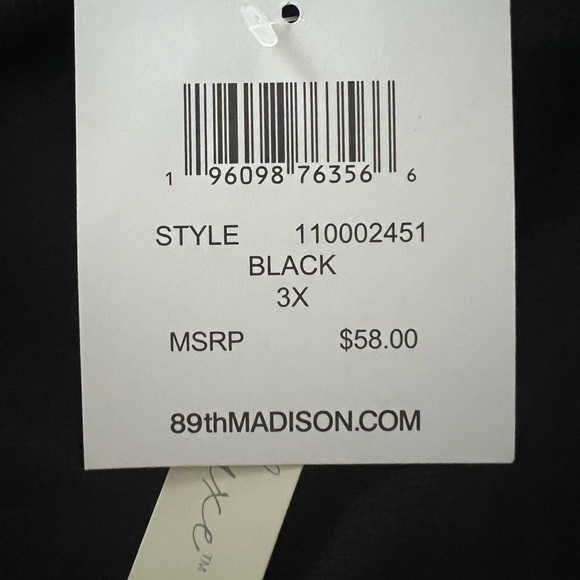 1 96098 76356 6
STYLE 110002451
BLACK
3X
MSRP $58.00
89thMADISON.COM